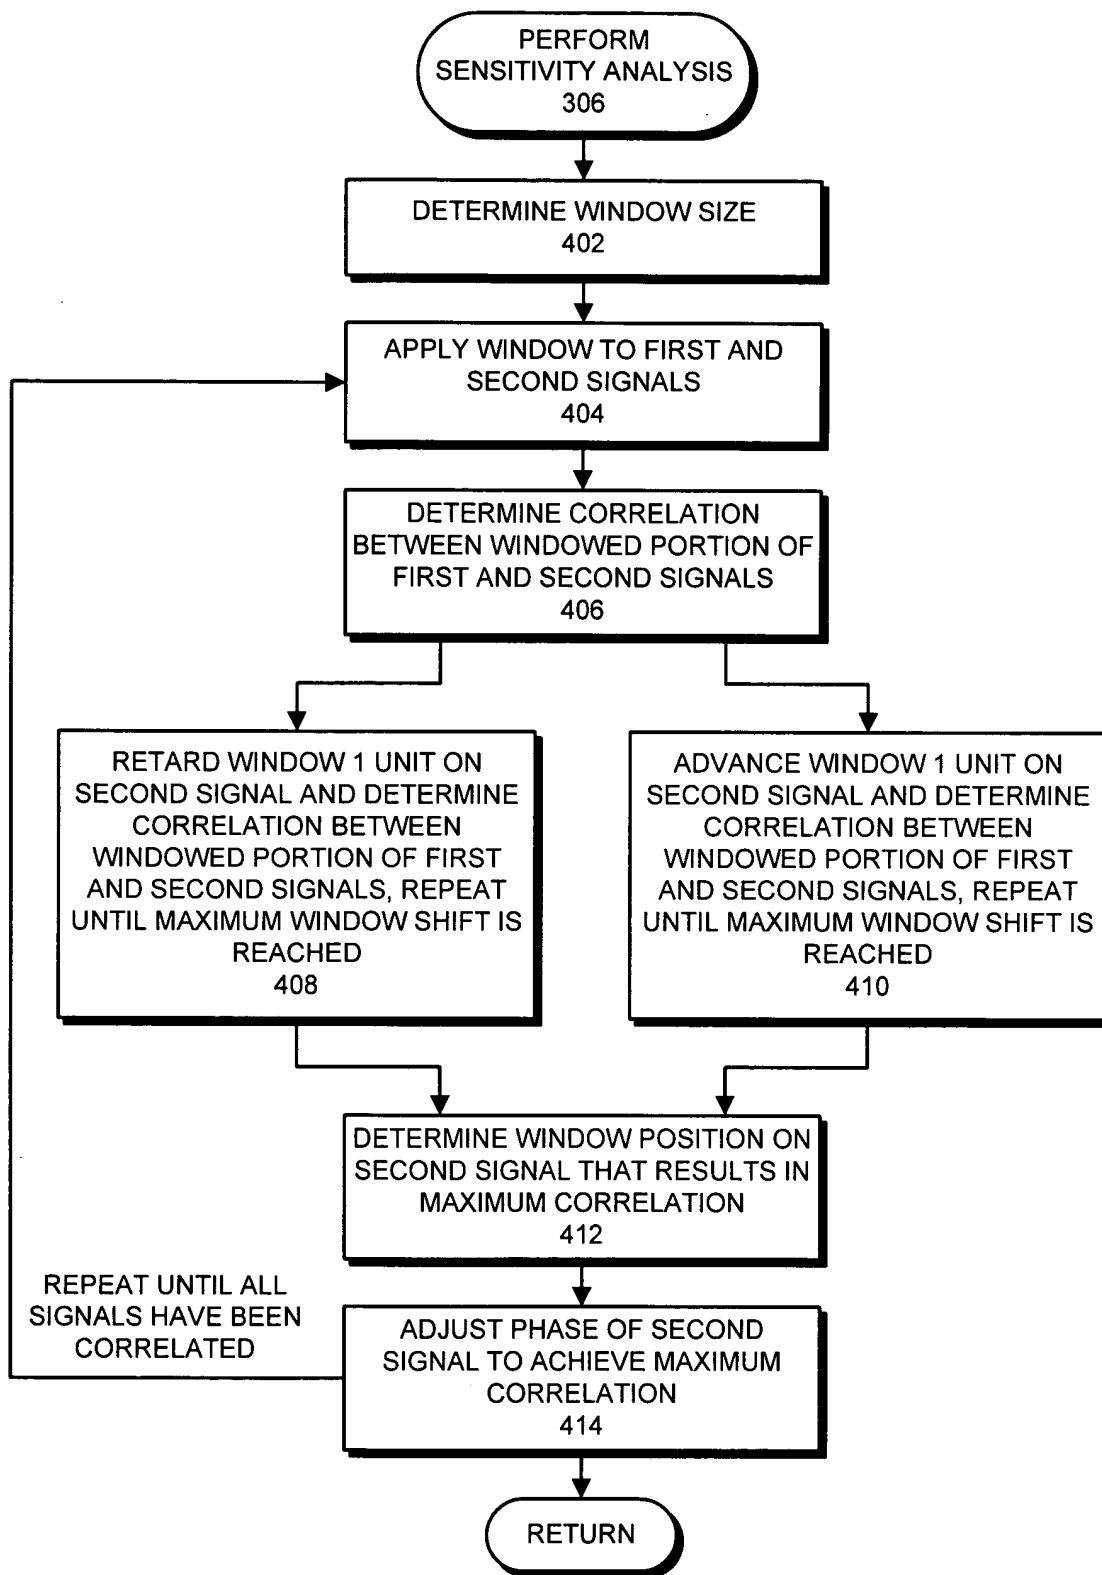 PERFORM
SENSITIVITY ANALYSIS
306
DETERMINE WINDOW SIZE
402
APPLY WINDOW TO FIRST AND
SECOND SIGNALS
404
DETERMINE CORRELATION
BETWEEN WINDOWED PORTION OF
FIRST AND SECOND SIGNALS
406
RETARD WINDOW 1 UNIT ON
SECOND SIGNAL AND DETERMINE
CORRELATION BETWEEN
WINDOWED PORTION OF FIRST
AND SECOND SIGNALS, REPEAT
UNTIL MAXIMUM WINDOW SHIFT IS
REACHED
408
ADVANCE WINDOW 1 UNIT ON
SECOND SIGNAL AND DETERMINE
CORRELATION BETWEEN
WINDOWED PORTION OF FIRST
AND SECOND SIGNALS, REPEAT
UNTIL MAXIMUM WINDOW SHIFT IS
REACHED
410
DETERMINE WINDOW POSITION ON
SECOND SIGNAL THAT RESULTS IN
MAXIMUM CORRELATION
412
REPEAT UNTIL ALL
SIGNALS HAVE BEEN
CORRELATED
ADJUST PHASE OF SECOND
SIGNAL TO ACHIEVE MAXIMUM
CORRELATION
414
RETURN